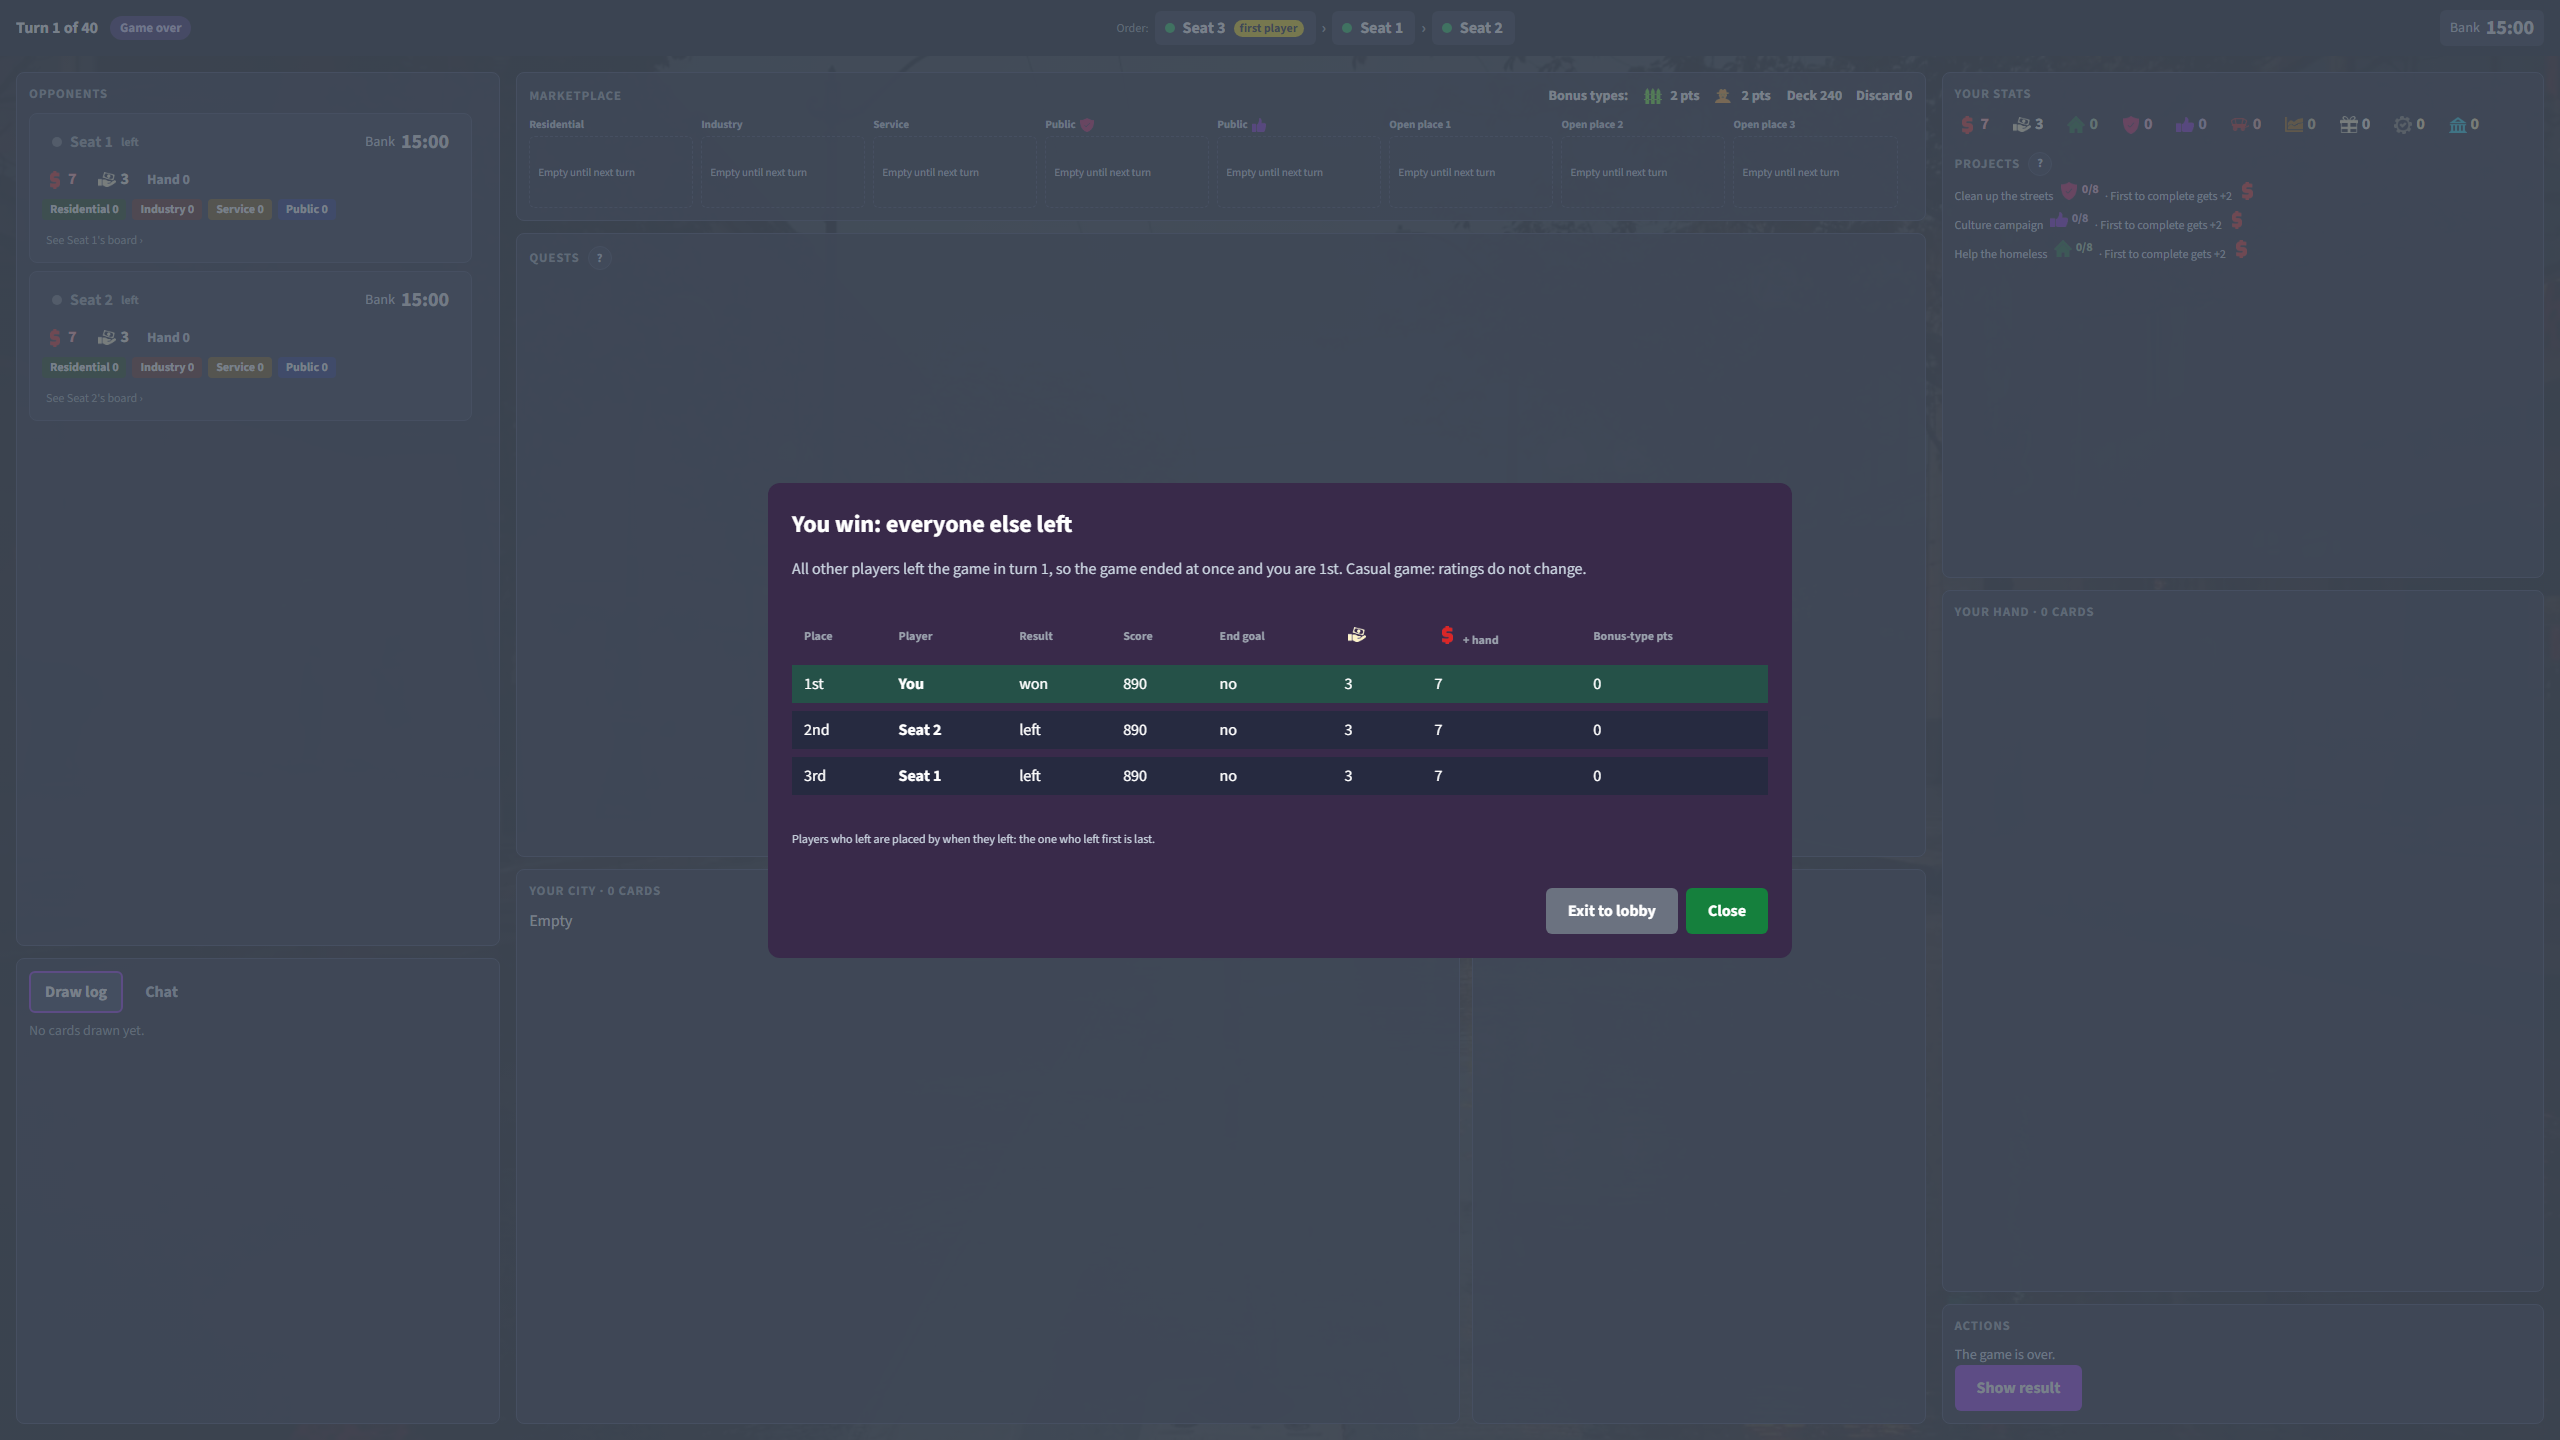 Turn 1 of 40 Game over
Order: Seat 3 first player › Seat 1 › Seat 2
Bank 15:00
OPPONENTS
Seat 1 left Bank 15:00
7 3 Hand 0
Residential 0 Industry 0 Service 0 Public 0
See Seat 1's board ›
Seat 2 left Bank 15:00
7 3 Hand 0
Residential 0 Industry 0 Service 0 Public 0
See Seat 2's board ›
MARKETPLACE Bonus types: 2 pts 2 pts Deck 240 Discard 0
Residential Industry Service Public Public Open place 1 Open place 2 Open place 3
Empty until next turn Empty until next turn Empty until next turn Empty until next turn Empty until next turn Empty until next turn Empty until next turn Empty until next turn
QUESTS ?
YOUR STATS
7 3 0 0 0 0 0 0 0 0
PROJECTS ?
Clean up the streets 0/8 · First to complete gets +2
Culture campaign 0/8 · First to complete gets +2
Help the homeless 0/8 · First to complete gets +2
You win: everyone else left
All other players left the game in turn 1, so the game ended at once and you are 1st. Casual game: ratings do not change.
Place Player Result Score End goal + hand Bonus-type pts
1st You won 890 no 3 7 0
2nd Seat 2 left 890 no 3 7 0
3rd Seat 1 left 890 no 3 7 0
Players who left are placed by when they left: the one who left first is last.
Exit to lobby Close
YOUR CITY · 0 CARDS
Empty
YOUR HAND · 0 CARDS
Draw log Chat
No cards drawn yet.
ACTIONS
The game is over.
Show result